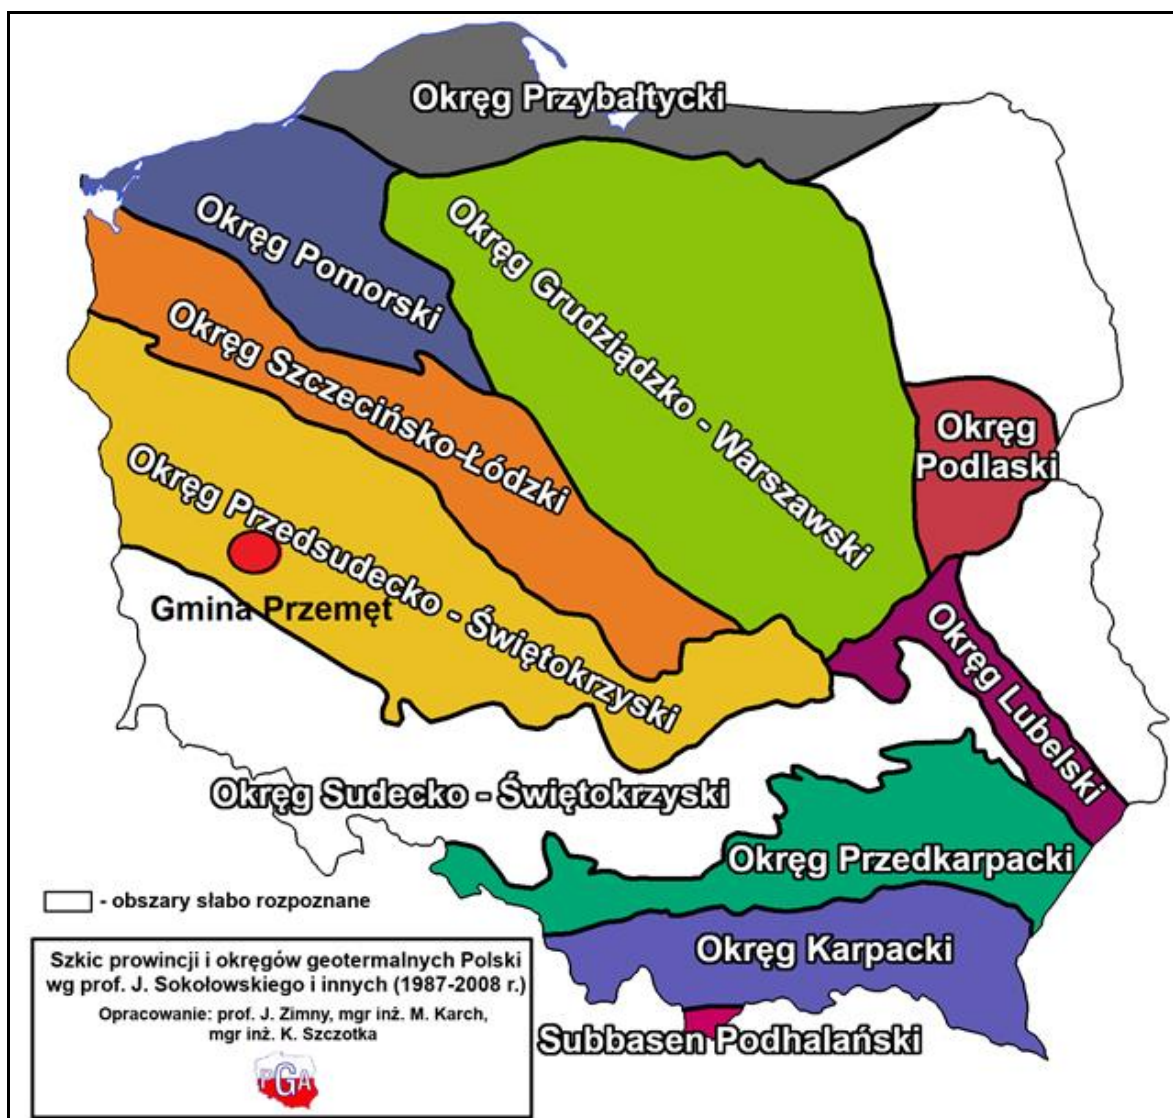 Okręg Przybałtycki
Okręg Pomorski
Okręg Grudziądzko - Warszawski
Okręg Szczecińsko-Łódzki
Okręg
Podlaski
Okręg Przedsudecko - Świętokrzyski
Gmina Przemęt
Okręg Lubelski
Okręg Sudecko - Świętokrzyski
Okręg Przedkarpacki
- obszary słabo rozpoznane
Okręg Karpacki
Subbasen Podhalański
Szkic prowincji i okręgów geotermalnych Polski
wg prof. J. Sokołowskiego i innych (1987-2008 r.)
Opracowanie: prof. J. Zimny, mgr inż. M. Karch,
mgr inż. K. Szczotka
PGA